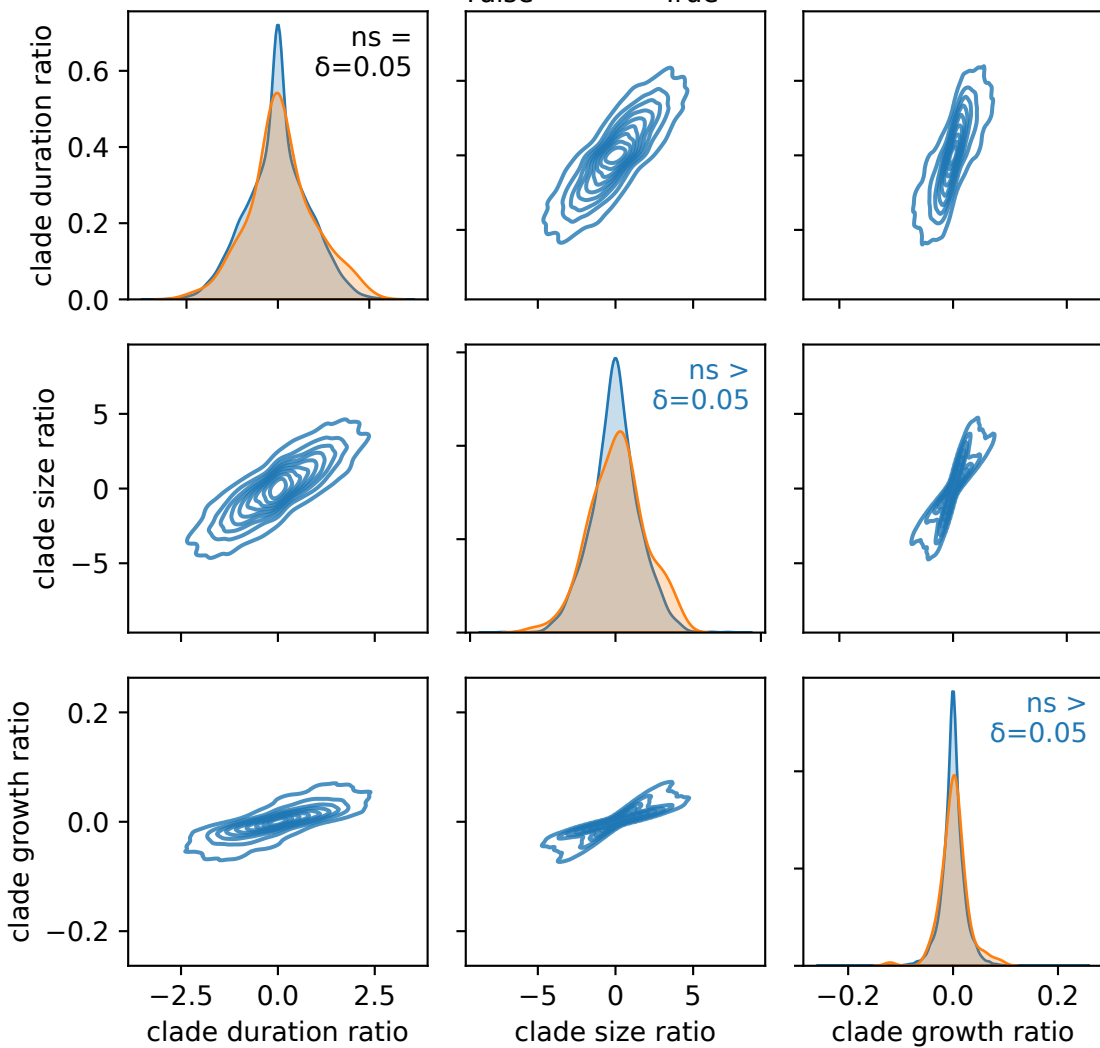 clade duration ratio
0.6
0.4
0.2
0.0
ns =
δ=0.05
clade size ratio
5
0
−5
ns >
δ=0.05
clade growth ratio
0.2
0.0
−0.2
ns >
δ=0.05
−2.5 0.0 2.5
−5 0 5
−0.2 0.0 0.2
clade duration ratio
clade size ratio
clade growth ratio